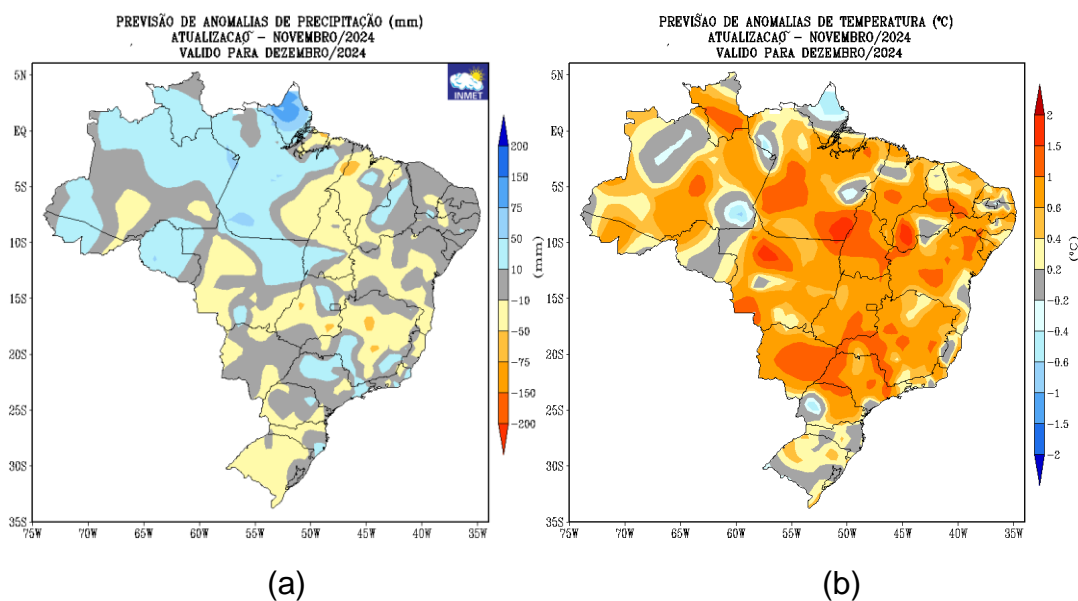 PREVISÃO DE ANOMALIAS DE PRECIPITAÇÃO (mm)
ATUALIZACAÕ - NOVEMBRO/2024
VALIDO PARA DEZEMBRO/2024
INMET
5N
EQ
5S
10S
15S
20S
25S
30S
35S
75W 70W 65W 60W 55W 50W 45W 40W 35W
200
150
75
50
10
-10
-50
-75
-150
-200
(mm)
(a)
PREVISÃO DE ANOMALIAS DE TEMPERATURA (°C)
ATUALIZACAÕ - NOVEMBRO/2024
VALIDO PARA DEZEMBRO/2024
5N
EQ
5S
10S
15S
20S
25S
30S
35S
75W 70W 65W 60W 55W 50W 45W 40W 35W
2
1.5
1
0.6
0.4
0.2
-0.2
-0.4
-0.6
-1
-1.5
-2
(°C)
(b)